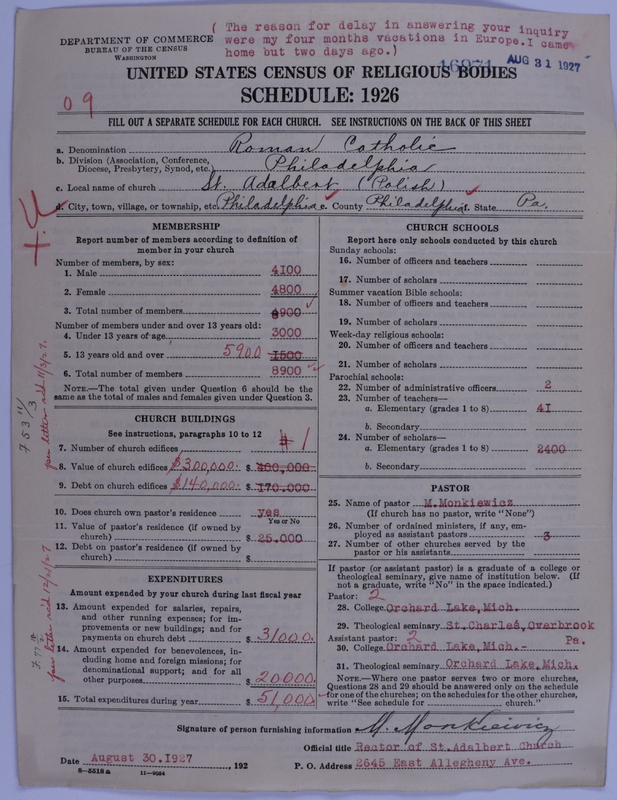 ( The reason for delay in answering your inquiry
were my four months vacations in Europe. I came
home but two days ago.)
DEPARTMENT OF COMMERCE
BUREAU OF THE CENSUS
WASHINGTON
AUG 31 1927
UNITED STATES CENSUS OF RELIGIOUS BODIES
SCHEDULE: 1926
09
FILL OUT A SEPARATE SCHEDULE FOR EACH CHURCH. SEE INSTRUCTIONS ON THE BACK OF THIS SHEET
a. Denomination Roman Catholic
b. Division (Association, Conference, Diocese, Presbytery, Synod, etc.) Philadelphia
c. Local name of church St. Adalbert (Polish)
d. City, town, village, or township, etc. Philadelphia e. County Philadelphia f. State Pa.
MEMBERSHIP
Report number of members according to definition of
member in your church
Number of members, by sex:
1. Male 4100
2. Female 4800
3. Total number of members 8900
Number of members under and over 13 years old:
4. Under 13 years of age 3000
5. 13 years old and over 5900 1500
6. Total number of members 8900
NOTE.—The total given under Question 6 should be the
same as the total of males and females given under Question 3.
CHURCH BUILDINGS
See instructions, paragraphs 10 to 12
7. Number of church edifices 1
8. Value of church edifices $300,000. $ 400,000.
9. Debt on church edifices $140,000. $ 170.000
10. Does church own pastor's residence yes
Yes or No
11. Value of pastor's residence (if owned by
church) $ 25.000
12. Debt on pastor's residence (if owned by
church) $
EXPENDITURES
Amount expended by your church during last fiscal year
13. Amount expended for salaries, repairs,
and other running expenses; for im-
provements or new buildings; and for
payments on church debt $ 31000.
14. Amount expended for benevolences, in-
cluding home and foreign missions; for
denominational support; and for all
other purposes $ 20000.
15. Total expenditures during year $ 51,000.
CHURCH SCHOOLS
Report here only schools conducted by this church
Sunday schools:
16. Number of officers and teachers
17. Number of scholars
Summer vacation Bible schools:
18. Number of officers and teachers
19. Number of scholars
Week-day religious schools:
20. Number of officers and teachers
21. Number of scholars
Parochial schools:
22. Number of administrative officers 2
23. Number of teachers—
a. Elementary (grades 1 to 8) 41
b. Secondary
24. Number of scholars—
a. Elementary (grades 1 to 8) 2400
b. Secondary
PASTOR
25. Name of pastor M.Monkiewicz
(If church has no pastor, write "None")
26. Number of ordained ministers, if any, em-
ployed as assistant pastors 3
27. Number of other churches served by the
pastor or his assistants
If pastor (or assistant pastor) is a graduate of a college or
theological seminary, give name of institution below. (If
not a graduate, write "No" in the space indicated.)
Pastor: 2
28. College Orchard Lake, Mich.
29. Theological seminary St.Charles, Overbrook
Pa.
Assistant pastor: 2
30. College Orchard Lake, Mich.-
31. Theological seminary Orchard Lake, Mich.
NOTE.—Where one pastor serves two or more churches,
Questions 28 and 29 should be answered only on the schedule
for one of the churches; on the schedules for the other churches,
write "See schedule for church."
Signature of person furnishing information M. Monkiewicz
Official title Rector of St.Adalbert Church
Date August 30.1927, 192
P. O. Address 2645 East Allegheny Ave.
8—5518a 11—9034
per letter recd 11/3/27.
per letter recd 12/21/27